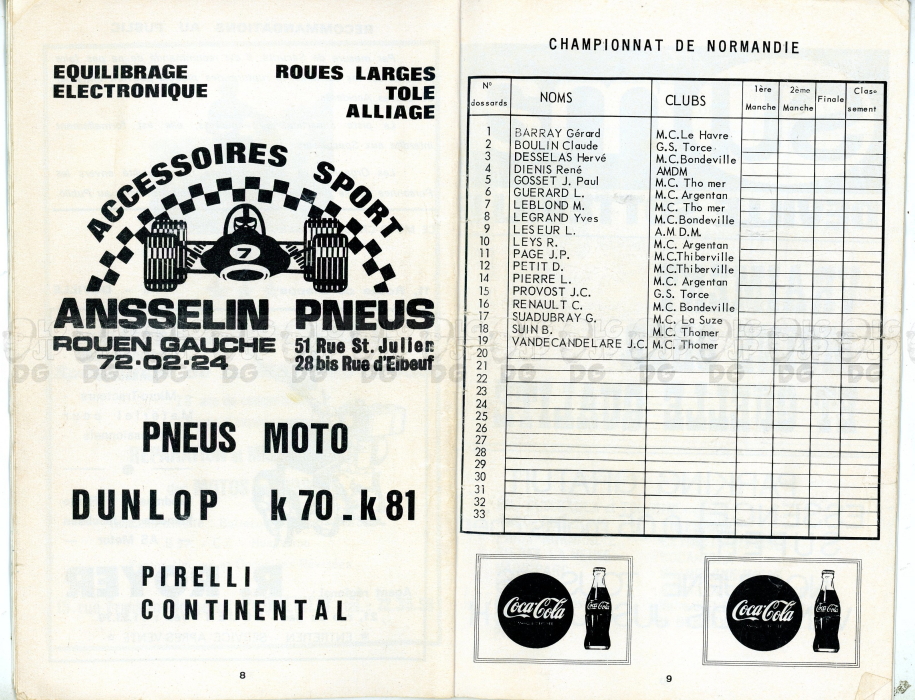 EQUILIBRAGE
ELECTRONIQUE
ROUES LARGES
TOLE
ALLIAGE
ACCESSOIRES SPORT
7
ANSSELIN PNEUS
ROUEN GAUCHE
72·02·24
51 Rue St. Julien
28 bis Rue d'Elbeuf
PNEUS MOTO
DUNLOP k 70 _ k 81
PIRELLI
CONTINENTAL
8
CHAMPIONNAT DE NORMANDIE
N° dossards NOMS CLUBS 1ère Manche 2ème Manche Finale Classement
1 BARRAY Gérard M.C. Le Havre
2 BOULIN Claude G.S. Torce
3 DESSELAS Hervé M.C. Bondeville
4 DIENIS René AMDM
5 GOSSET J. Paul M.C. Tho mer
6 GUERARD L. M.C. Argentan
7 LEBLOND M. M.C. Tho mer
8 LEGRAND Yves M.C. Bondeville
9 LESEUR L. A.M D.M.
10 LEYS R. M.C. Argentan
11 PAGE J.P. M.C. Thiberville
12 PETIT D. M.C. Thiberville
14 PIERRE L. M.C. Argentan
15 PROVOST J.C. G.S. Torce
16 RENAULT C. M.C. Bondeville
17 SUADUBRAY G. M.C. La Suze
18 SUIN B. M.C. Thomer
19 VANDECANDELARE J.C. M.C. Thomer
20
21
22
23
24
25
26
27
28
29
30
31
32
33
Coca-Cola
Coca-Cola
Coca-Cola
Coca-Cola
9